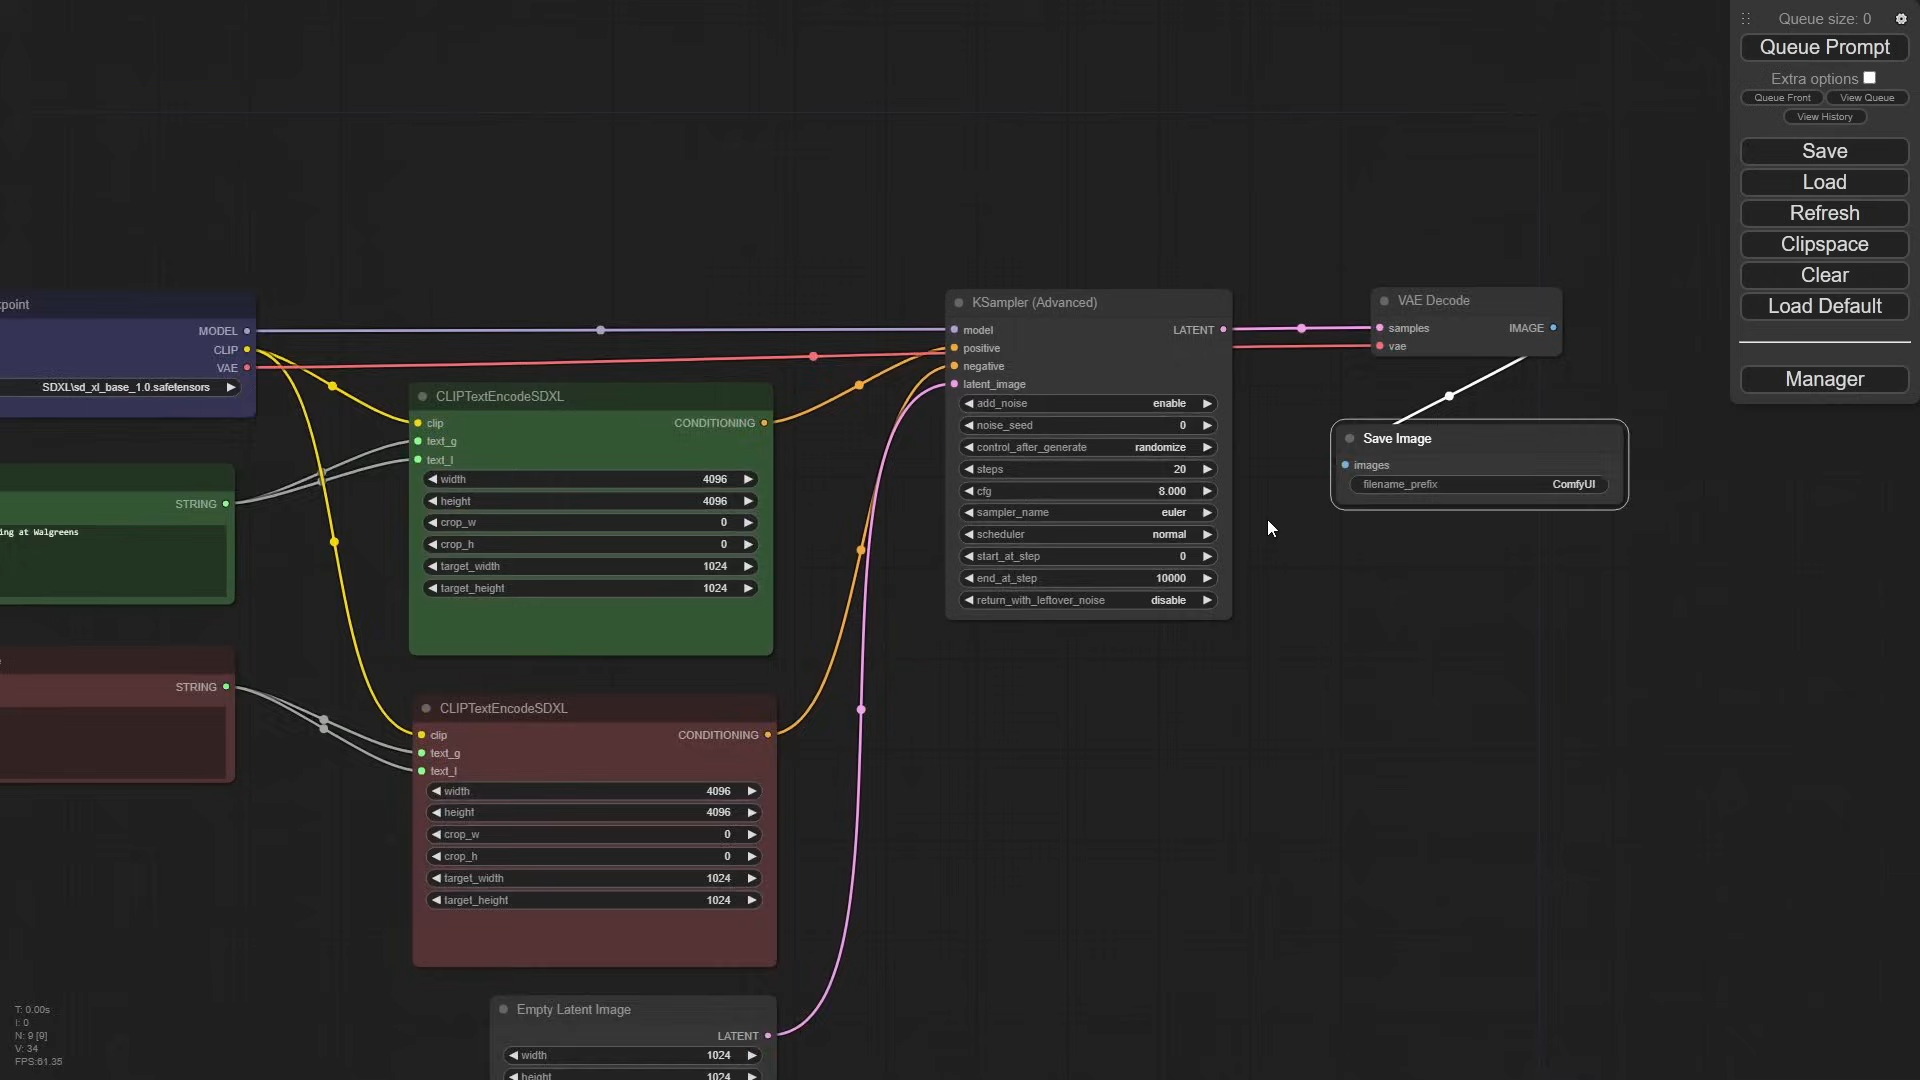 Queue size: 0
Queue Prompt
Extra options
Queue Front
View Queue
View History
Save
Load
Refresh
Clipspace
Clear
Load Default
Manager
point
MODEL
CLIP
VAE
SDXL\sd_xl_base_1.0.safetensors
STRING
ing at Walgreens
STRING
CLIPTextEncodeSDXL
clip
CONDITIONING
text_g
text_l
width 4096
height 4096
crop_w 0
crop_h 0
target_width 1024
target_height 1024
CLIPTextEncodeSDXL
clip
CONDITIONING
text_g
text_l
width 4096
height 4096
crop_w 0
crop_h 0
target_width 1024
target_height 1024
Empty Latent Image
LATENT
width 1024
height 1024
KSampler (Advanced)
model
LATENT
positive
negative
latent_image
add_noise enable
noise_seed 0
control_after_generate randomize
steps 20
cfg 8.000
sampler_name euler
scheduler normal
start_at_step 0
end_at_step 10000
return_with_leftover_noise disable
VAE Decode
samples
IMAGE
vae
Save Image
images
filename_prefix ComfyUI
T: 0.00s
I: 0
N: 9 [9]
V: 34
FPS:61.35